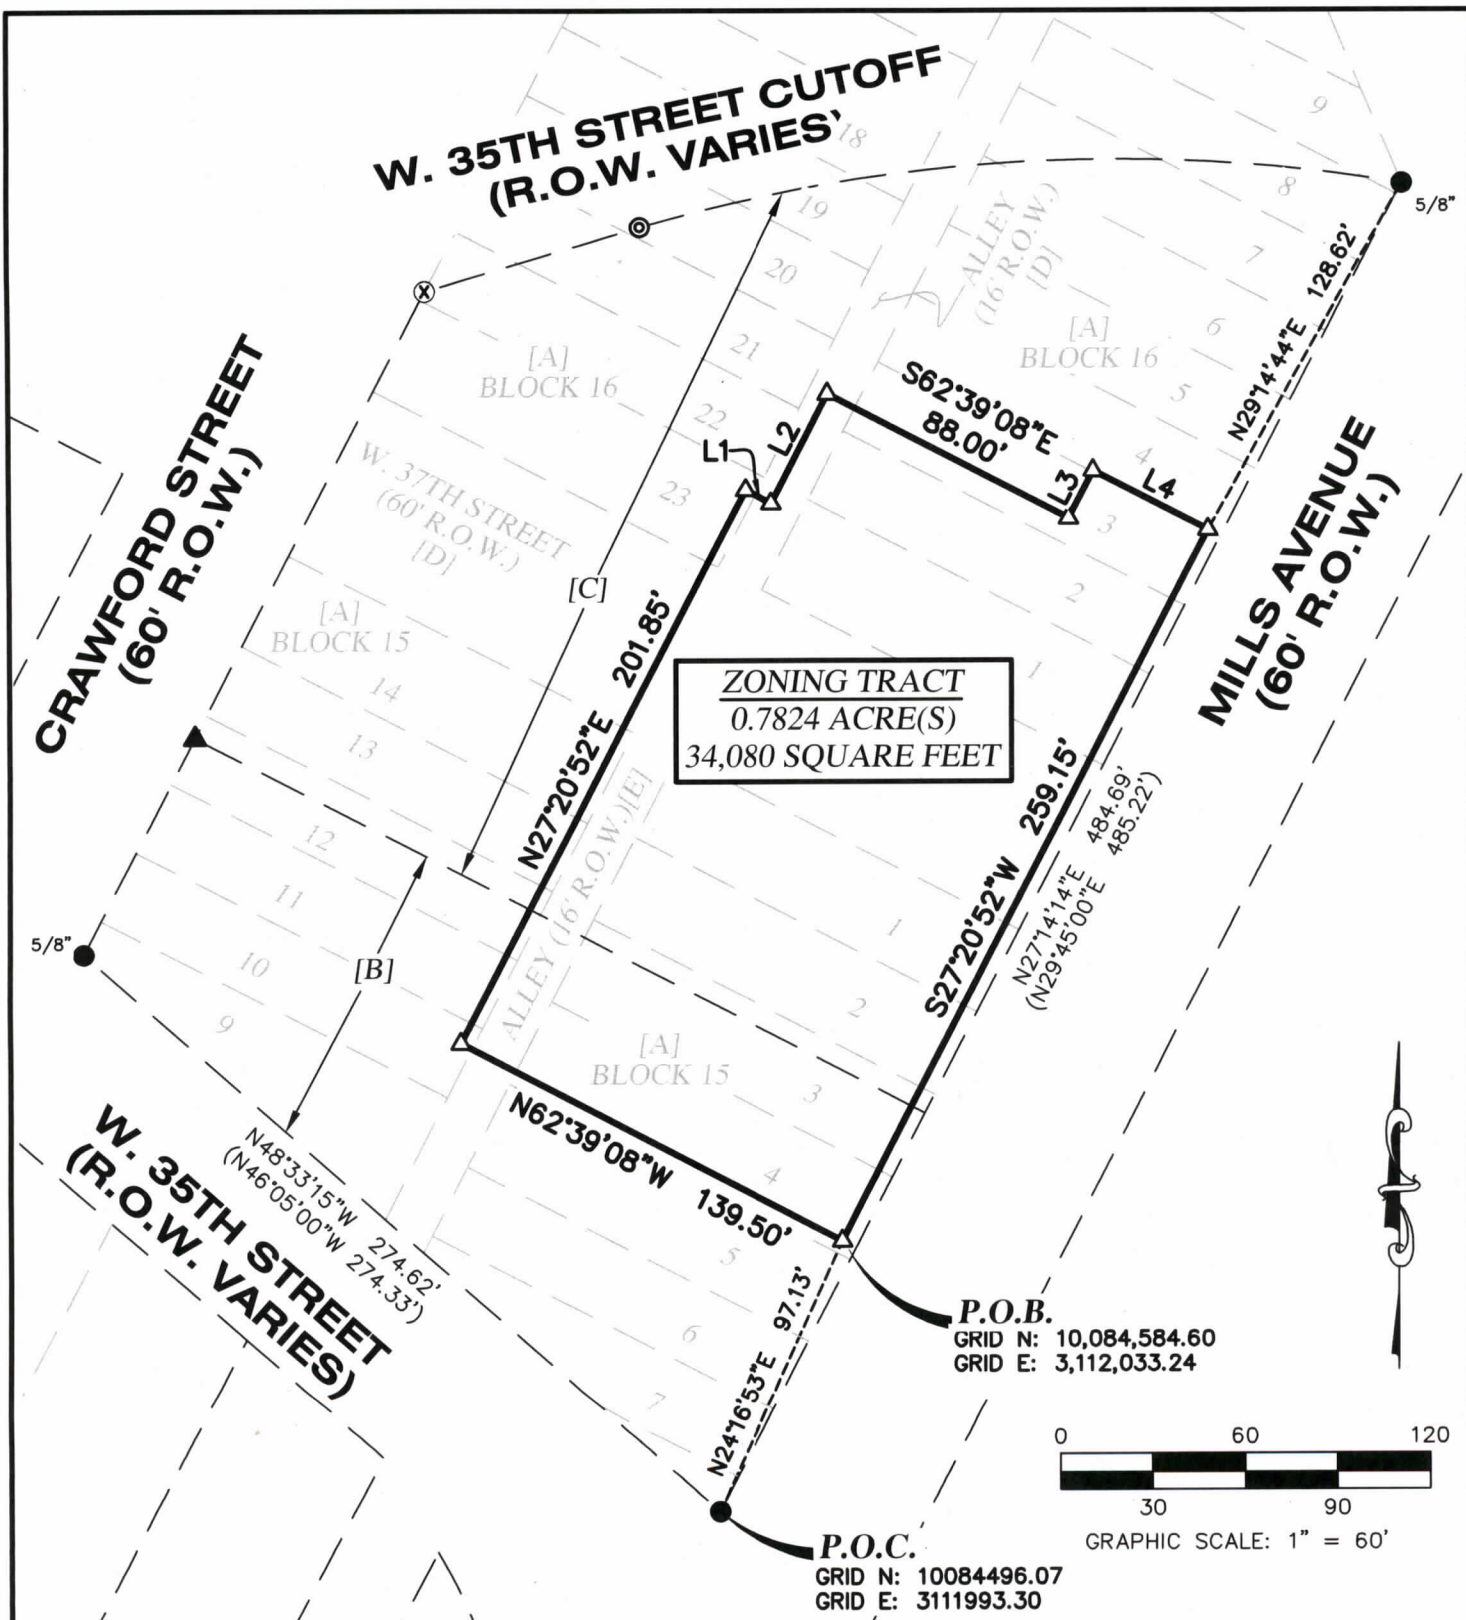 W. 35TH STREET CUTOFF
(R.O.W. VARIES)
18
9
19
8
5/8"
20
7
ALLEY
(16' R.O.W.)
[D]
128.62'
N29°14'44"E
21
[A]
BLOCK 16
[A]
BLOCK 16
6
5
22
S62°39'08"E
88.00'
4
L1
L2
L3
L4
3
CRAWFORD STREET
(60' R.O.W.)
W. 37TH STREET
(60' R.O.W.)
[D]
23
[C]
2
MILLS AVENUE
(60' R.O.W.)
[A]
BLOCK 15
14
13
N27°20'52"E 201.85'
1
ZONING TRACT
0.7824 ACRE(S)
34,080 SQUARE FEET
S27°20'52"W 259.15'
N27°14'14"E 484.69'
(N29°45'00"E 485.22')
12
11
10
9
5/8"
[B]
ALLEY (16' R.O.W.)[E]
1
2
[A]
BLOCK 15
3
4
N62°39'08"W 139.50'
W. 35TH STREET
(R.O.W. VARIES)
N48°33'15"W 274.62'
(N46°05'00"W 274.33')
5
6
7
N24°16'53"E 97.13'
P.O.B.
GRID N: 10,084,584.60
GRID E: 3,112,033.24
0 60 120
30 90
GRAPHIC SCALE: 1" = 60'
P.O.C.
GRID N: 10084496.07
GRID E: 3111993.30